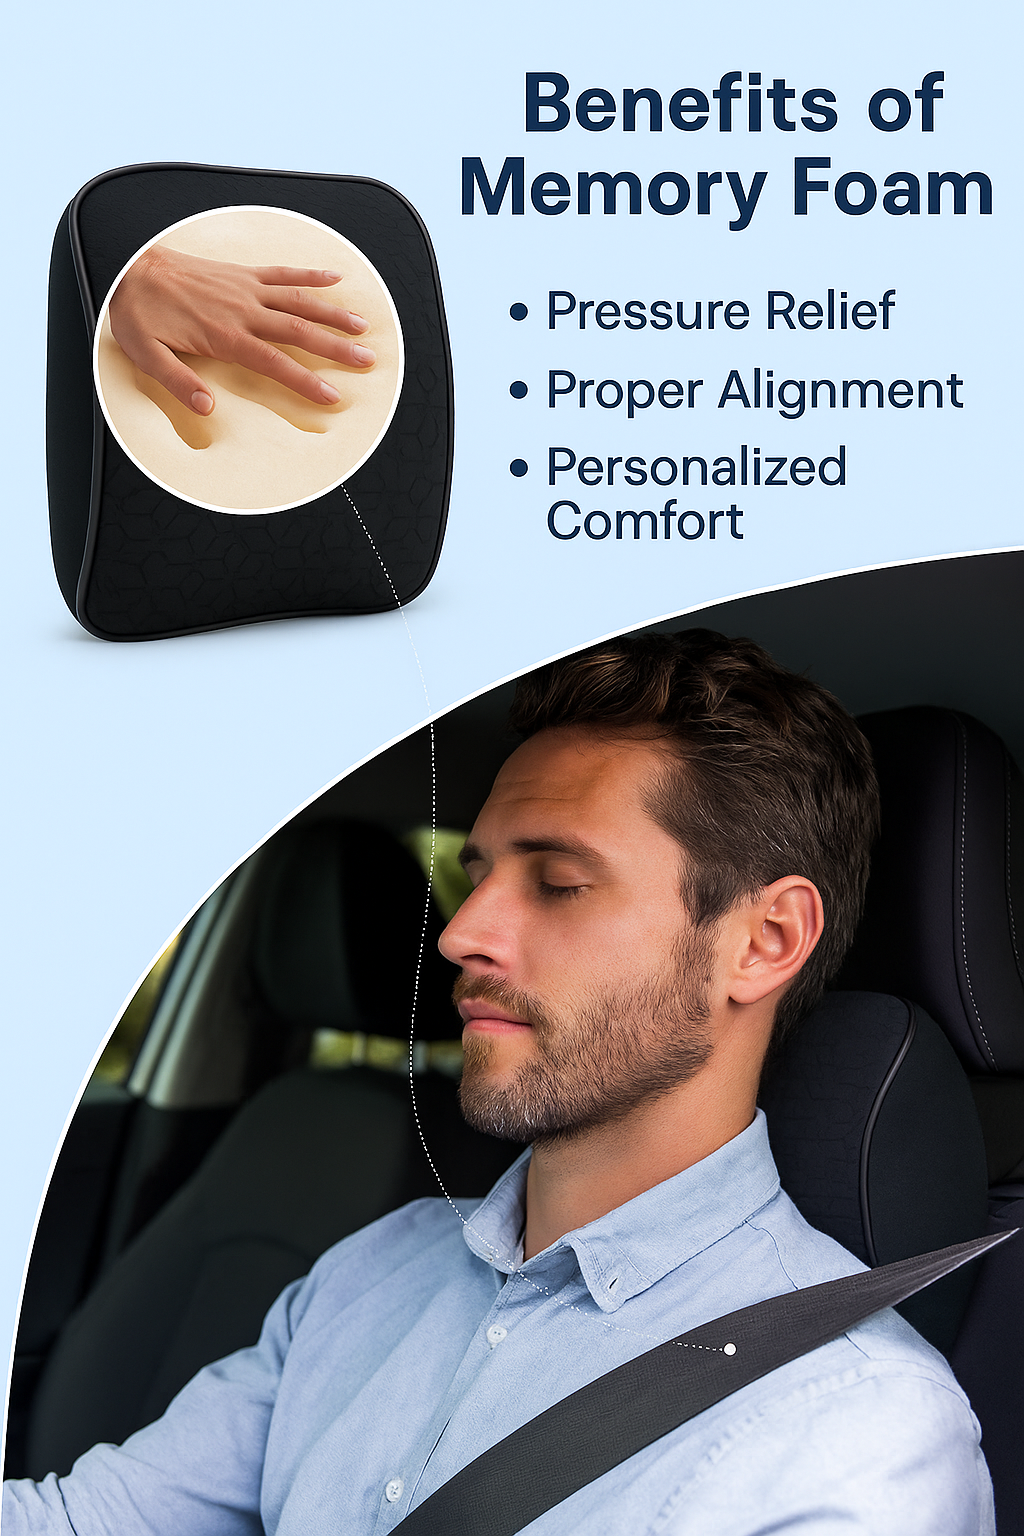 Benefits of
Memory Foam
• Pressure Relief
• Proper Alignment
• Personalized
Comfort